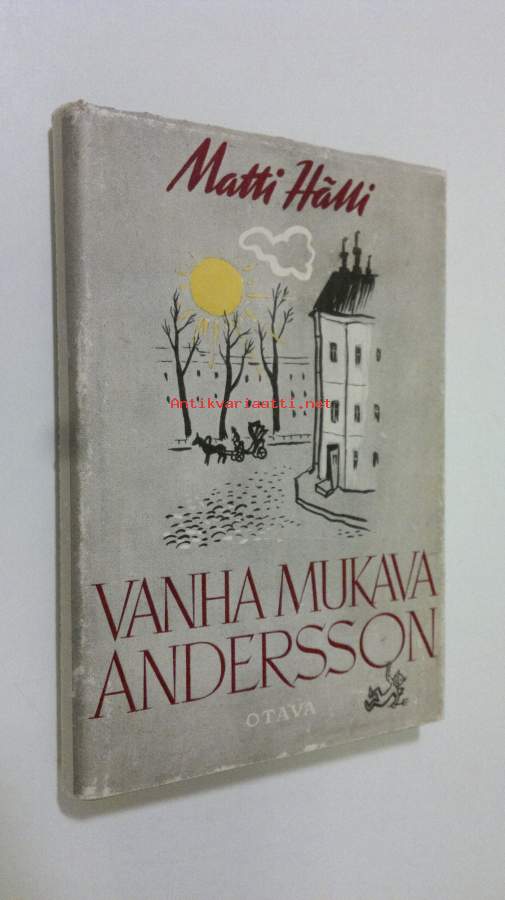 Matti Hälli
Antikvariaatti.net
VANHA MUKAVA
ANDERSSON
OTAVA